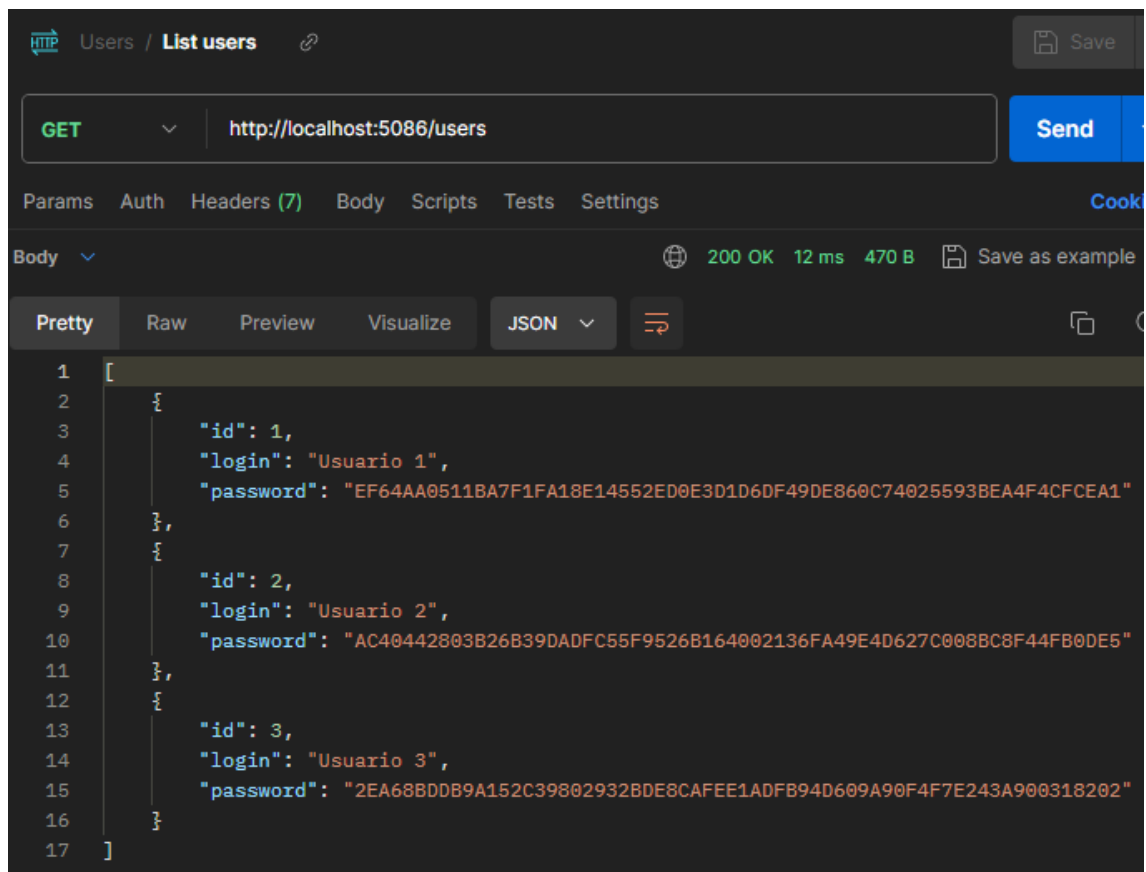 HTTP Users / List users
Save
GET http://localhost:5086/users Send
Params Auth Headers (7) Body Scripts Tests Settings
Body 200 OK 12 ms 470 B Save as example
Pretty Raw Preview Visualize JSON
1 [
2 {
3 "id": 1,
4 "login": "Usuario 1",
5 "password": "EF64AA0511BA7F1FA18E14552ED0E3D1D6DF49DE860C74025593BEA4F4CFCEA1"
6 },
7 {
8 "id": 2,
9 "login": "Usuario 2",
10 "password": "AC40442803B26B39DADFC55F9526B164002136FA49E4D627C008BC8F44FB0DE5"
11 },
12 {
13 "id": 3,
14 "login": "Usuario 3",
15 "password": "2EA68BDDB9A152C39802932BDE8CAFEE1ADFB94D609A90F4F7E243A900318202"
16 }
17 ]